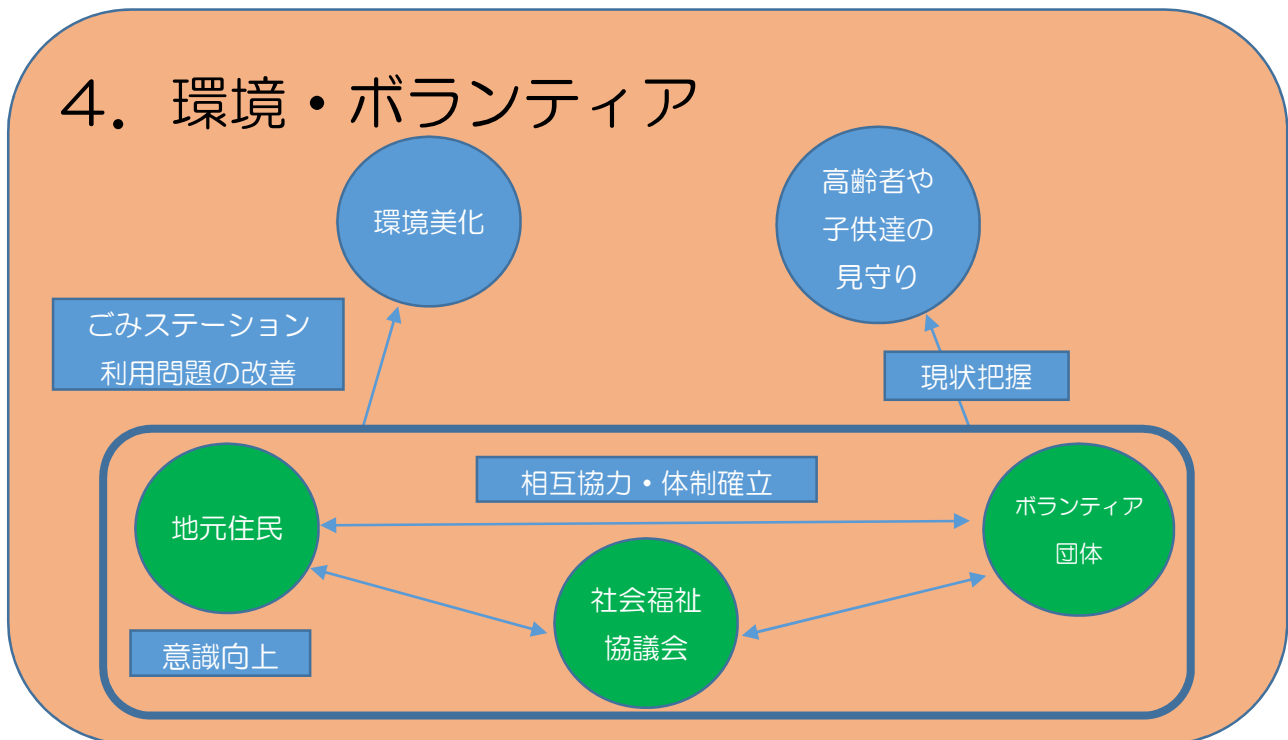 ４．環境・ボランティア
環境美化
高齢者や
子供達の
見守り
ごみステーション
利用問題の改善
現状把握
相互協力・体制確立
地元住民
ボランティア
団体
社会福祉
協議会
意識向上